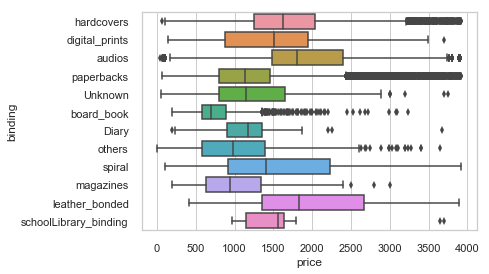 hardcovers
digital_prints
audios
paperbacks
Unknown
board_book
Diary
others
spiral
magazines
leather_bonded
schoolLibrary_binding
binding
0 500 1000 1500 2000 2500 3000 3500 4000
price